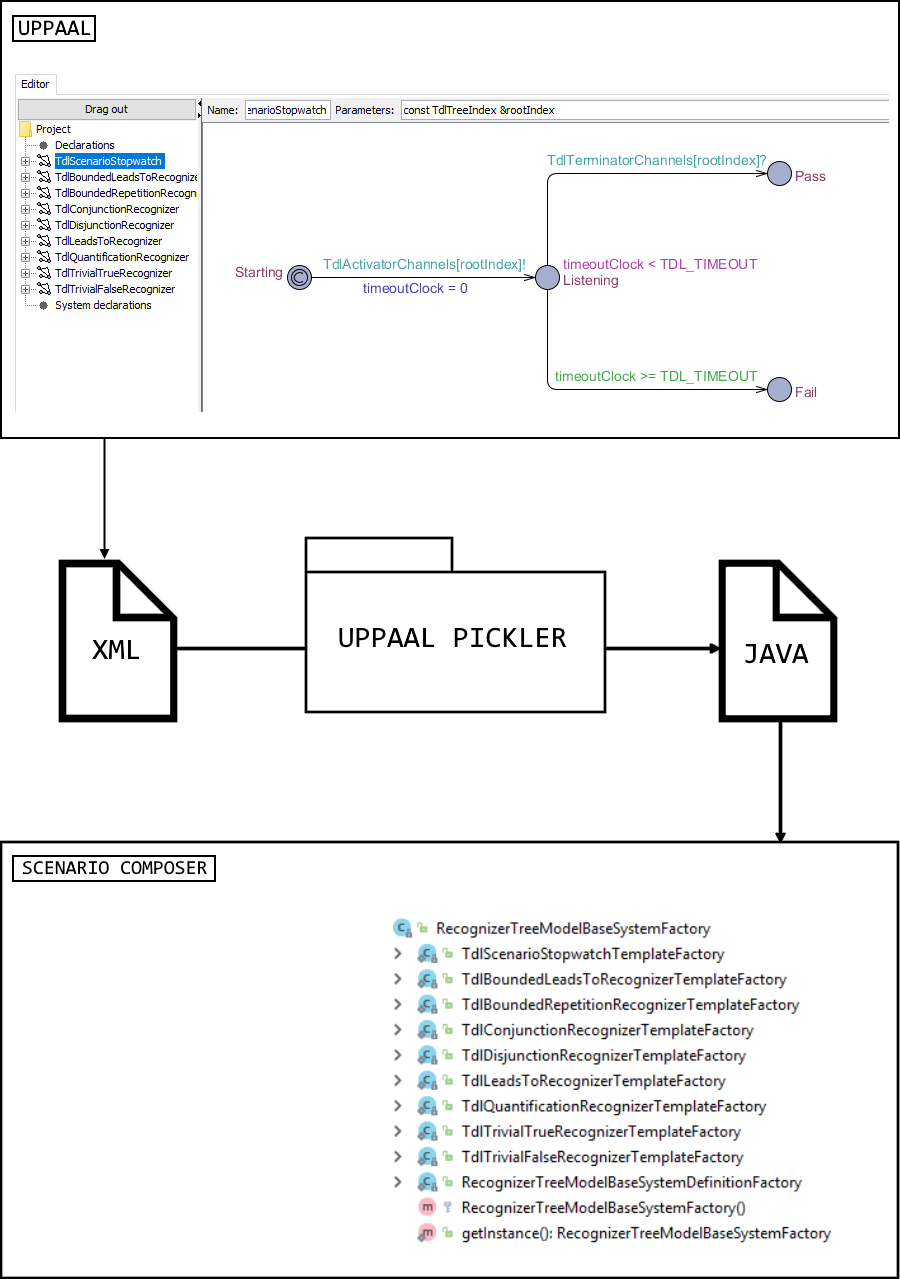 UPPAAL
Editor
Drag out
Name: :enarioStopwatch Parameters: const TdlTreeIndex &rootIndex
Project
Declarations
TdlScenarioStopwatch
TdlBoundedLeadsToRecognize
TdlBoundedRepetitionRecogn
TdlConjunctionRecognizer
TdlDisjunctionRecognizer
TdlLeadsToRecognizer
TdlQuantificationRecognizer
TdlTrivialTrueRecognizer
TdlTrivialFalseRecognizer
System declarations
TdlTerminatorChannels[rootIndex]?
Pass
Starting
TdlActivatorChannels[rootIndex]!
timeoutClock = 0
timeoutClock < TDL_TIMEOUT
Listening
timeoutClock >= TDL_TIMEOUT
Fail
XML
UPPAAL PICKLER
JAVA
SCENARIO COMPOSER
RecognizerTreeModelBaseSystemFactory
TdlScenarioStopwatchTemplateFactory
TdlBoundedLeadsToRecognizerTemplateFactory
TdlBoundedRepetitionRecognizerTemplateFactory
TdlConjunctionRecognizerTemplateFactory
TdlDisjunctionRecognizerTemplateFactory
TdlLeadsToRecognizerTemplateFactory
TdlQuantificationRecognizerTemplateFactory
TdlTrivialTrueRecognizerTemplateFactory
TdlTrivialFalseRecognizerTemplateFactory
RecognizerTreeModelBaseSystemDefinitionFactory
RecognizerTreeModelBaseSystemFactory()
getInstance(): RecognizerTreeModelBaseSystemFactory